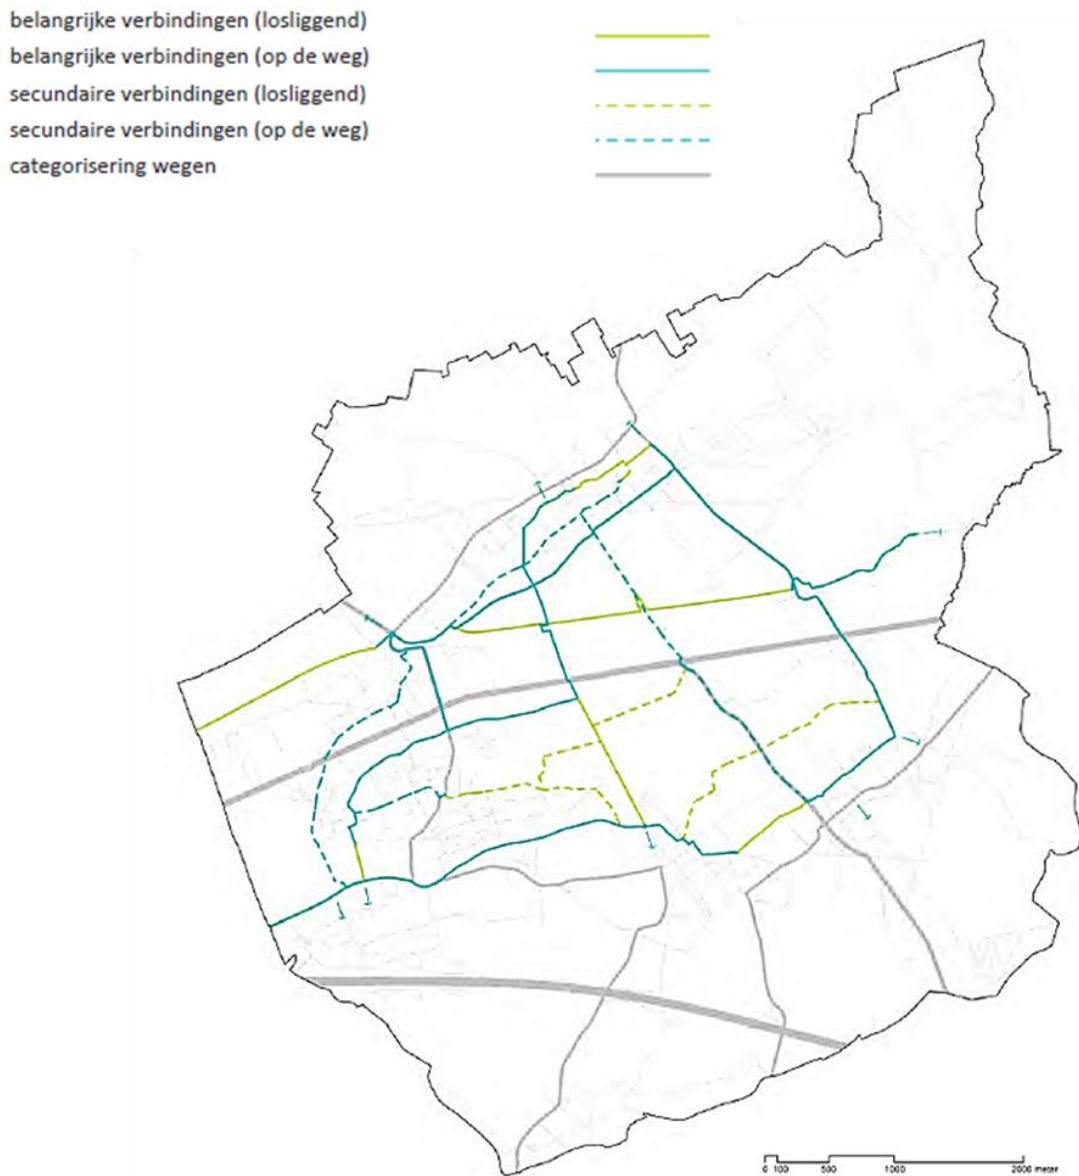 belangrijke verbindingen (losliggend)
belangrijke verbindingen (op de weg)
secundaire verbindingen (losliggend)
secundaire verbindingen (op de weg)
categorisering wegen
0 100 500 1000 2000 meter